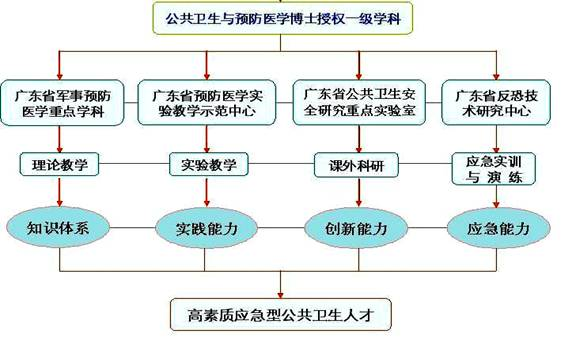 公共卫生与预防医学博士授权一级学科
广东省军事预防
医学重点学科
广东省预防医学实
验教学示范中心
广东省公共卫生安
全研究重点实验室
广东省反恐技
术研究中心
理论教学
实验教学
课外科研
应急实训
与 演 练
知识体系
实践能力
创新能力
应急能力
高素质应急型公共卫生人才